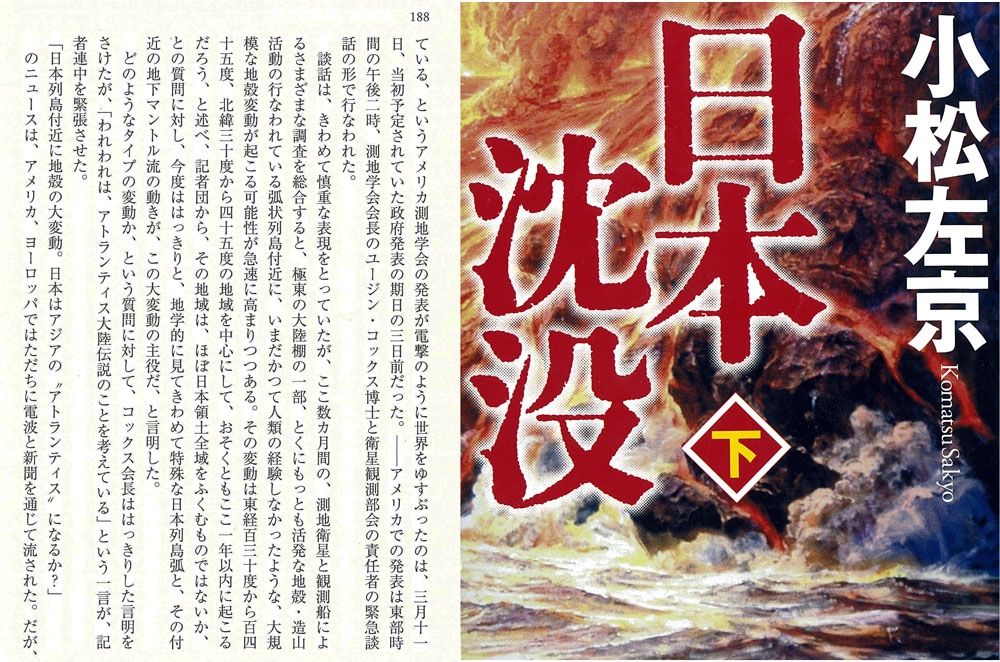 188
ている、というアメリカ測地学会の発表が電撃のように世界をゆすぶったのは、三月十一
日、当初予定されていた政府発表の期日の三日前だった。――アメリカでの発表は東部時
間の午後二時、測地学会会長のユージン・コックス博士と衛星観測部会の責任者の緊急談
話の形で行なわれた。
談話は、きわめて慎重な表現をとっていたが、ここ数カ月間の、測地衛星と観測船によ
るさまざまな調査を総合すると、極東の大陸棚の一部、とくにもっとも活発な地殻・造山
活動の行なわれている弧状列島付近に、いまだかつて人類の経験しなかったような、大規
模な地殻変動が起こる可能性が急速に高まりつつある。その変動は東経百三十度から百四
十五度、北緯三十度から四十五度の地域を中心にして、おそくともここ一年以内に起こる
だろう、と述べ、記者団から、その地域は、ほぼ日本領土全域をふくむものではないか、
との質問に対し、今度ははっきりと、地学的に見てきわめて特殊な日本列島弧と、その付
近の地下マントル流の動きが、この大変動の主役だ、と言明した。
どのようなタイプの変動か、という質問に対して、コックス会長ははっきりした言明を
さけたが、「われわれは、アトランティス大陸伝説のことを考えている」という一言が、記
者連中を緊張させた。
「日本列島付近に地殻の大変動。日本はアジアの〝アトランティス〟になるか？」
のニュースは、アメリカ、ヨーロッパではただちに電波と新聞を通じて流された。だが、
小松左京
Komatsu Sakyo
日本
沈没
下